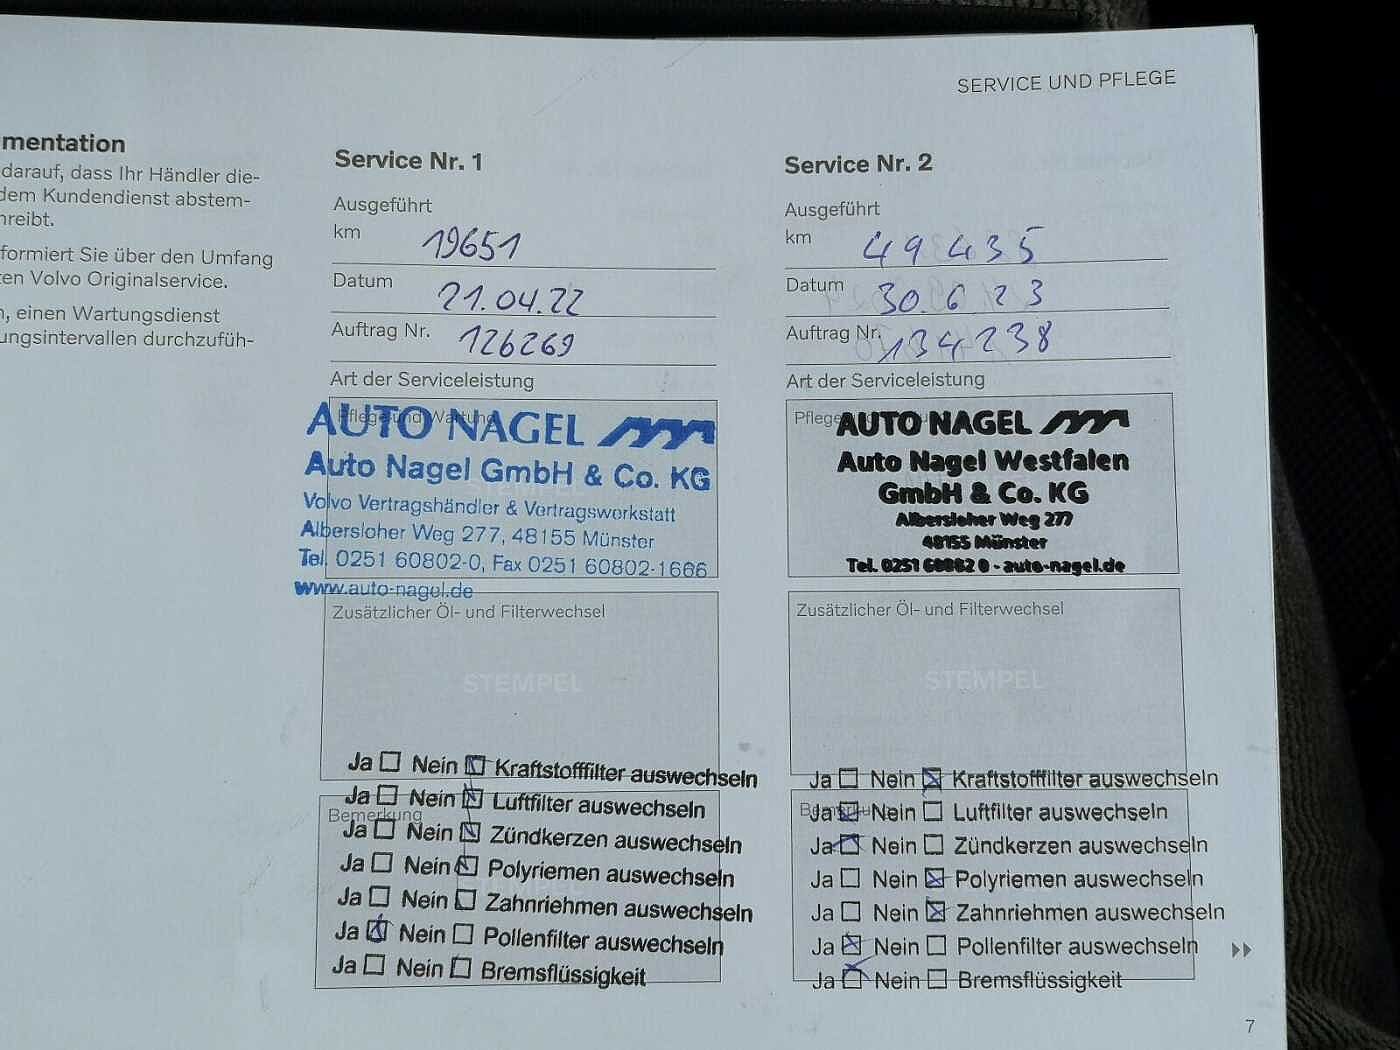 SERVICE UND PFLEGE
mentation
darauf, dass Ihr Händler die-
dem Kundendienst abstem-
hreibt.
formiert Sie über den Umfang
ten Volvo Originalservice.
n, einen Wartungsdienst
ungsintervallen durchzufüh-
Service Nr. 1
Ausgeführt
km 19651
Datum 21.04.22
Auftrag Nr. 126269
Art der Serviceleistung
Pflege und Wartung
AUTO NAGEL
Auto Nagel GmbH & Co. KG
Volvo Vertragshändler & Vertragswerkstatt
Albersloher Weg 277, 48155 Münster
Tel. 0251 60802-0, Fax 0251 60802-1666
www.auto-nagel.de
STEMPEL
Zusätzlicher Öl- und Filterwechsel
STEMPEL
Ja Nein Kraftstofffilter auswechseln
Ja Nein Luftfilter auswechseln
Bemerkung
Ja Nein Zündkerzen auswechseln
Ja Nein Polyriemen auswechseln
Ja Nein Zahnriehmen auswechseln
Ja Nein Pollenfilter auswechseln
Ja Nein Bremsflüssigkeit
Service Nr. 2
Ausgeführt
km 49435
Datum 30.6.23
Auftrag Nr. 134238
Art der Serviceleistung
Pflege
AUTO NAGEL
Auto Nagel Westfalen
GmbH & Co. KG
Albersloher Weg 277
48155 Münster
Tel. 0251 60802 0 - auto-nagel.de
Zusätzlicher Öl- und Filterwechsel
STEMPEL
Ja Nein Kraftstofffilter auswechseln
Ja Nein Luftfilter auswechseln
Ja Nein Zündkerzen auswechseln
Ja Nein Polyriemen auswechseln
Ja Nein Zahnriehmen auswechseln
Ja Nein Pollenfilter auswechseln
Ja Nein Bremsflüssigkeit
7